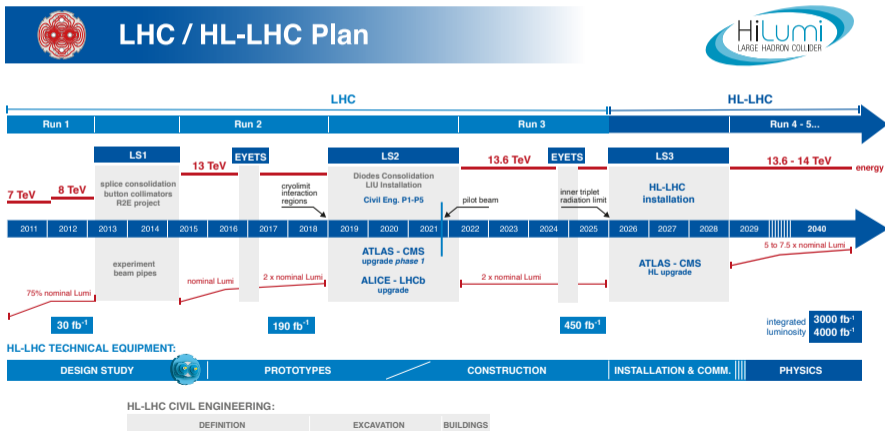 LHC / HL-LHC Plan
HiLumi
LARGE HADRON COLLIDER
LHC
HL-LHC
Run 1
Run 2
Run 3
Run 4 - 5...
LS1
EYETS
LS2
EYETS
LS3
13 TeV
13.6 TeV
13.6 - 14 TeV
energy
7 TeV
8 TeV
splice consolidation
button collimators
R2E project
cryolimit
interaction
regions
Diodes Consolidation
LIU Installation
Civil Eng. P1-P5
pilot beam
inner triplet
radiation limit
HL-LHC
installation
2011 2012 2013 2014 2015 2016 2017 2018 2019 2020 2021 2022 2023 2024 2025 2026 2027 2028 2029 2040
5 to 7.5 x nominal Lumi
experiment
beam pipes
nominal Lumi
2 x nominal Lumi
ATLAS - CMS
upgrade phase 1
ALICE - LHCb
upgrade
2 x nominal Lumi
ATLAS - CMS
HL upgrade
75% nominal Lumi
30 fb⁻¹
190 fb⁻¹
450 fb⁻¹
integrated
luminosity
3000 fb⁻¹
4000 fb⁻¹
HL-LHC TECHNICAL EQUIPMENT:
DESIGN STUDY
PROTOTYPES
CONSTRUCTION
INSTALLATION & COMM.
PHYSICS
HL-LHC CIVIL ENGINEERING:
DEFINITION
EXCAVATION
BUILDINGS